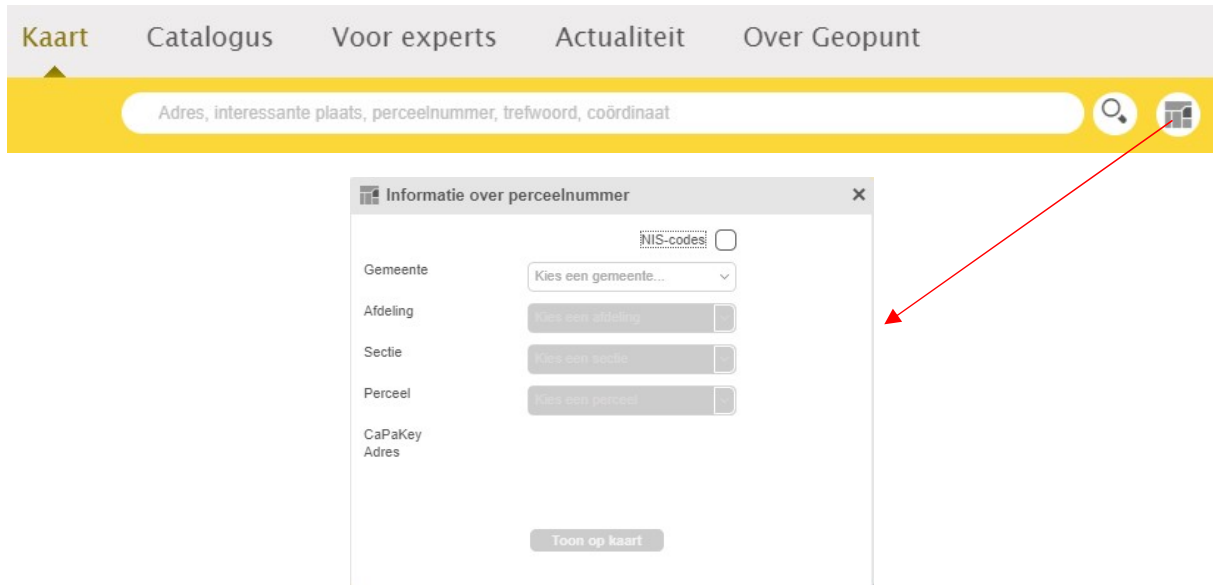 Kaart Catalogus Voor experts Actualiteit Over Geopunt
Adres, interessante plaats, perceelnummer, trefwoord, coördinaat
Informatie over perceelnummer
NIS-codes
Gemeente Kies een gemeente...
Afdeling Kies een afdeling
Sectie Kies een sectie
Perceel Kies een perceel
CaPaKey
Adres
Toon op kaart